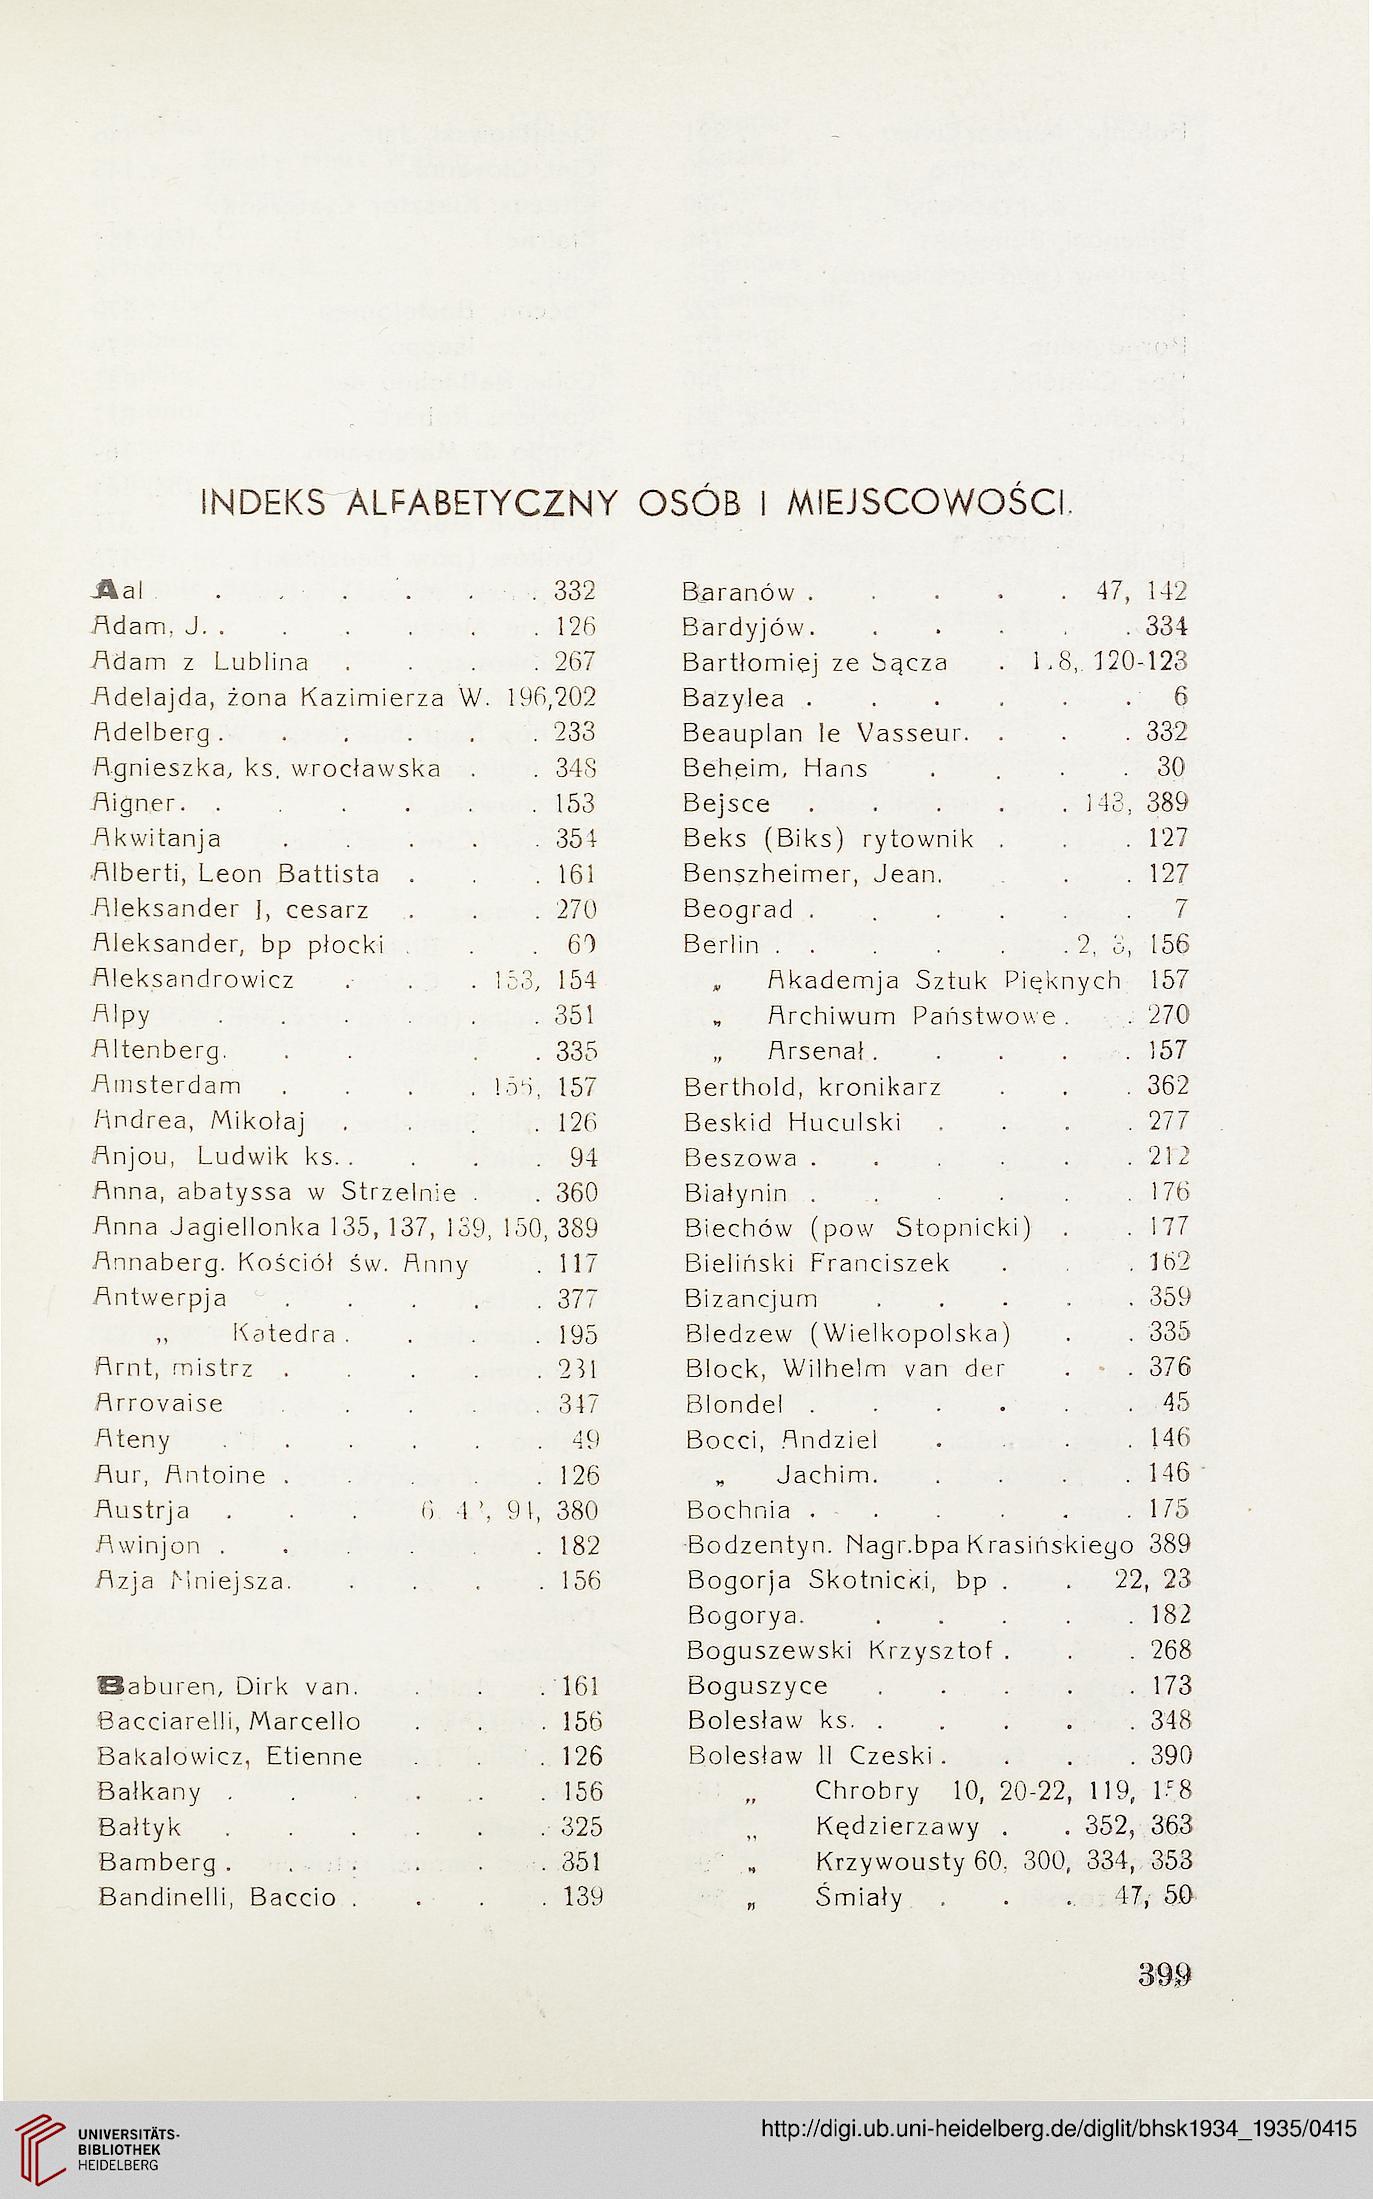 INDEKS ALFABETYCZNY OSÓB I MIEJSCOWOŚCI.
Aal . . . . . . 332
Adam, J. . . . . . . 126
Adam z Lublina . . . . 267
Adelajda, żona Kazimierza W. 196,202
Adelberg . . . . . . 233
Agnieszka, ks. wrocławska . . 348
Aigner. . . . . . . 153
Akwitanja . . . . . 354
Alberti, Leon Battista . . . 161
Aleksander I, cesarz . . . 270
Aleksander, bp płocki . . . 60
Aleksandrowicz . . . 153, 154
Alpy . . . . . . 351
Altenberg. . . . . 335
Amsterdam . . . . 156, 157
Andrea, Mikołaj . . . . 126
Anjou, Ludwik ks. . . . . 94
Anna, abatyssa w Strzelnie . . 360
Anna Jagiellonka 135, 137, 139, 150, 389
Annaberg. Kościół św. Anny . 117
Antwerpja . . . . . 377
„ Katedra . . . . 195
Arnt, mistrz . . . . . 231
Arrovaise . . . . . 347
Ateny . . . . . . 49
Aur, Antoine . . . . . 126
Austrja . . . 6 91, 380
Awinjon . . . . . . 182
Azja Mniejsza. . . . . 156
Baburen, Dirk van. . . . 161
Bacciarelli, Marcello . . . 156
Bakalowicz, Etienne . . . 126
Bałkany . . . . . . 156
Bałtyk . . . . . . 325
Bamberg . . . . . . 351
Bandinelli, Baccio . . . . 139
Baranów . . . . . 47, 142
Bardyjów. . . . . . 334
Bartłomiej ze Sącza . 120-123
Bazylea . . . . . . 6
Beauplan le Vasseur. . . . 332
Beheim, Hans . . . . 30
Bejsce . . . . . 143, 389
Beks (Biks) rytownik . . . 127
Benszheimer, Jean. . . . 127
Beograd . . . . . . 7
Berlin . . . . . . 2, 3, 156
„ Akademja Sztuk Pięknych 157
„ Archiwum Państwowe . . 270
„ Arsenał . . . . . 157
Berthold, kronikarz . . . 362
Beskid Huculski . . . . 277
Beszowa . . . . . . 212
Białynin . . . . . . 176
Biechów (pow Stopnicki) . . 177
Bieliński Franciszek . . . 162
Bizancjum . . . . . 359
Bledzew (Wielkopolska) . . 335
Block, Wilhelm van der . . . 376
Blondel . . . . . . 45
Bocci, Andziel . . . . 146
„ Jachim. . . . . 146
Bochnia . . . . . . 175
Bodzentyn. Nagr.bpa Krasińskiego 389
Bogorja Skotnicki, bp . . 22, 23
Bogorya. . . . . . 182
Boguszewski Krzysztof . . . 268
Boguszyce . . . . . 173
Bolesław ks. . . . . . 348
Bolesław II Czeski . . . . 390
„ Chrobry 10, 20-22, 119,
„ Kędzierzawy . . 352, 363
„ Krzywousty 60, 300, 334, 353
„ Śmiały . . . 47, 50
399
UNIVERSITÄTS-
BIBLIOTHEK
HEIDELBERG
http://digi.ub.uni-heidelberg.de/diglit/bhsk1934_1935/0415